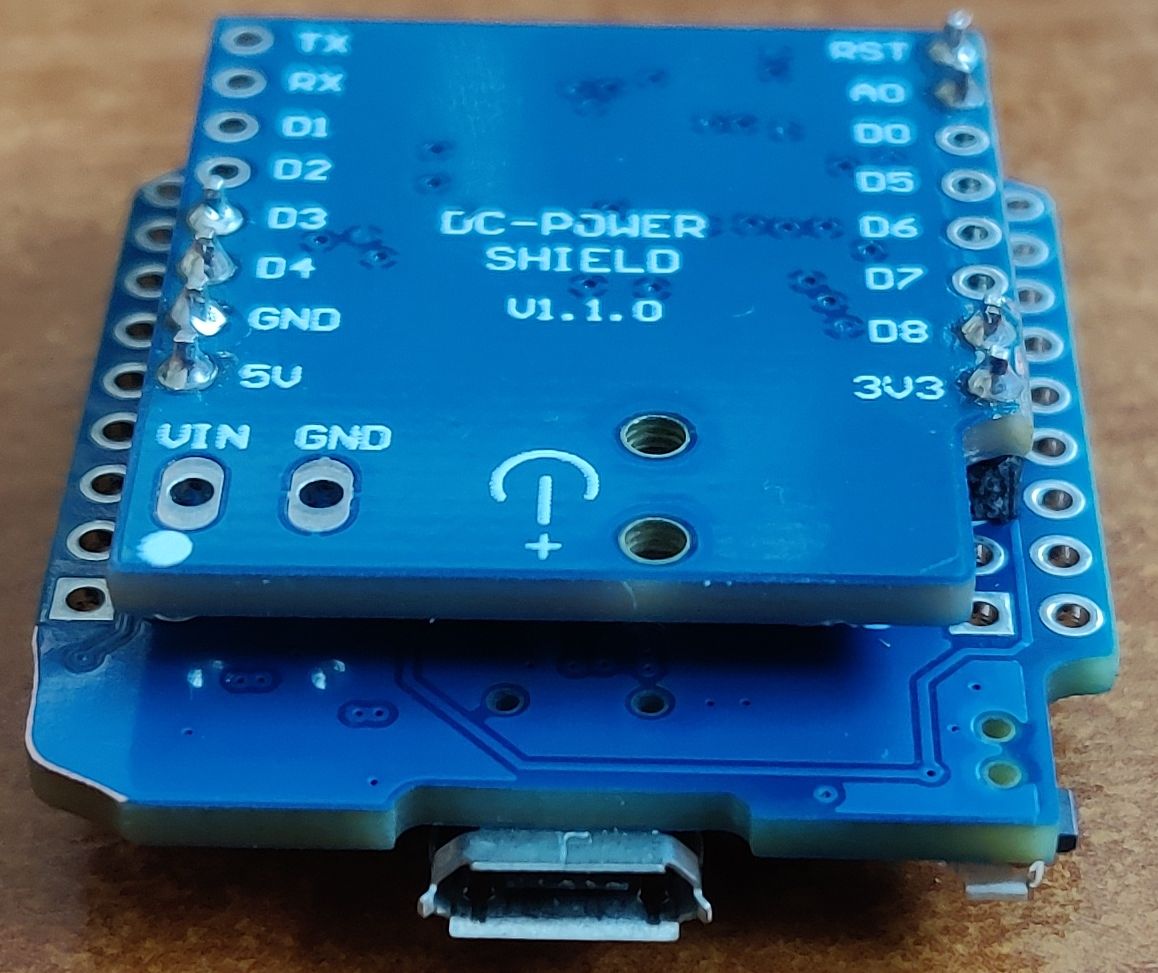 TX
RX
D1
D2
D3
D4
GND
5V
VIN GND
DC-POWER
SHIELD
V1.1.0
+
RST
A0
D0
D5
D6
D7
D8
3V3